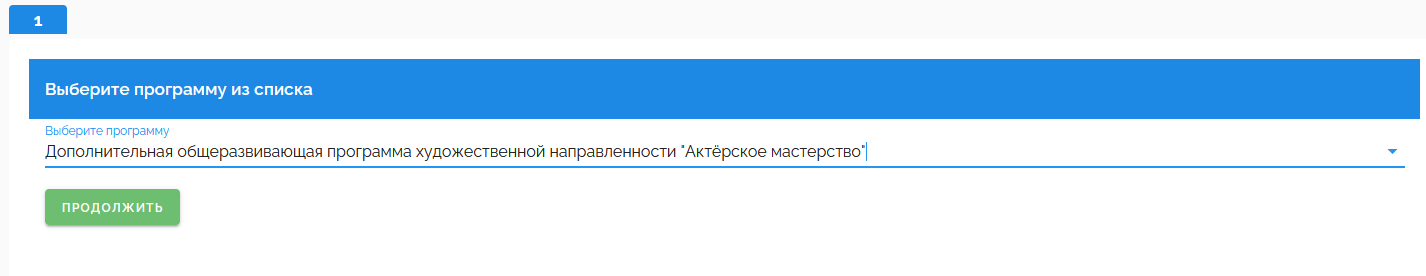 1
Выберите программу из списка
Выберите программу
Дополнительная общеразвивающая программа художественной направленности "Актёрское мастерство"
ПРОДОЛЖИТЬ